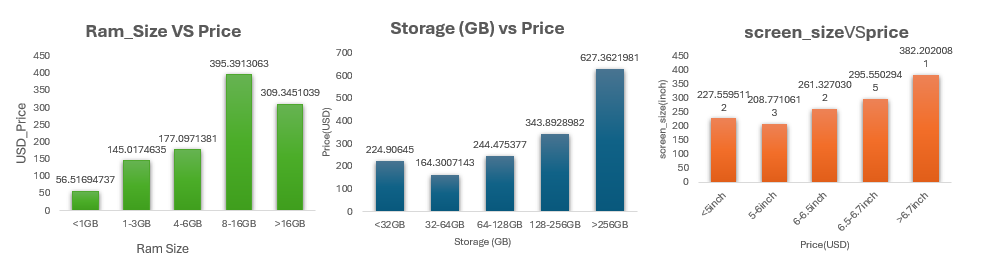 Ram_Size VS Price
USD_Price
450
400
350
300
250
200
150
100
50
0
56.51694737
145.0174635
177.0971381
395.3913063
309.3451039
<1GB
1-3GB
4-6GB
8-16GB
>16GB
Ram Size
Storage (GB) vs Price
Price(USD)
700
600
500
400
300
200
100
0
224.90645
164.3007143
244.475377
343.8928982
627.3621981
<32GB
32-64GB
64-128GB
128-256GB
>256GB
Storage (GB)
screen_sizeVSprice
screen_size(inch)
450
400
350
300
250
200
150
100
50
0
227.559511
2
208.771061
3
261.327030
2
295.550294
5
382.202008
1
<5inch
5-6inch
6-6.5inch
6.5-6.7inch
>6.7inch
Price(USD)